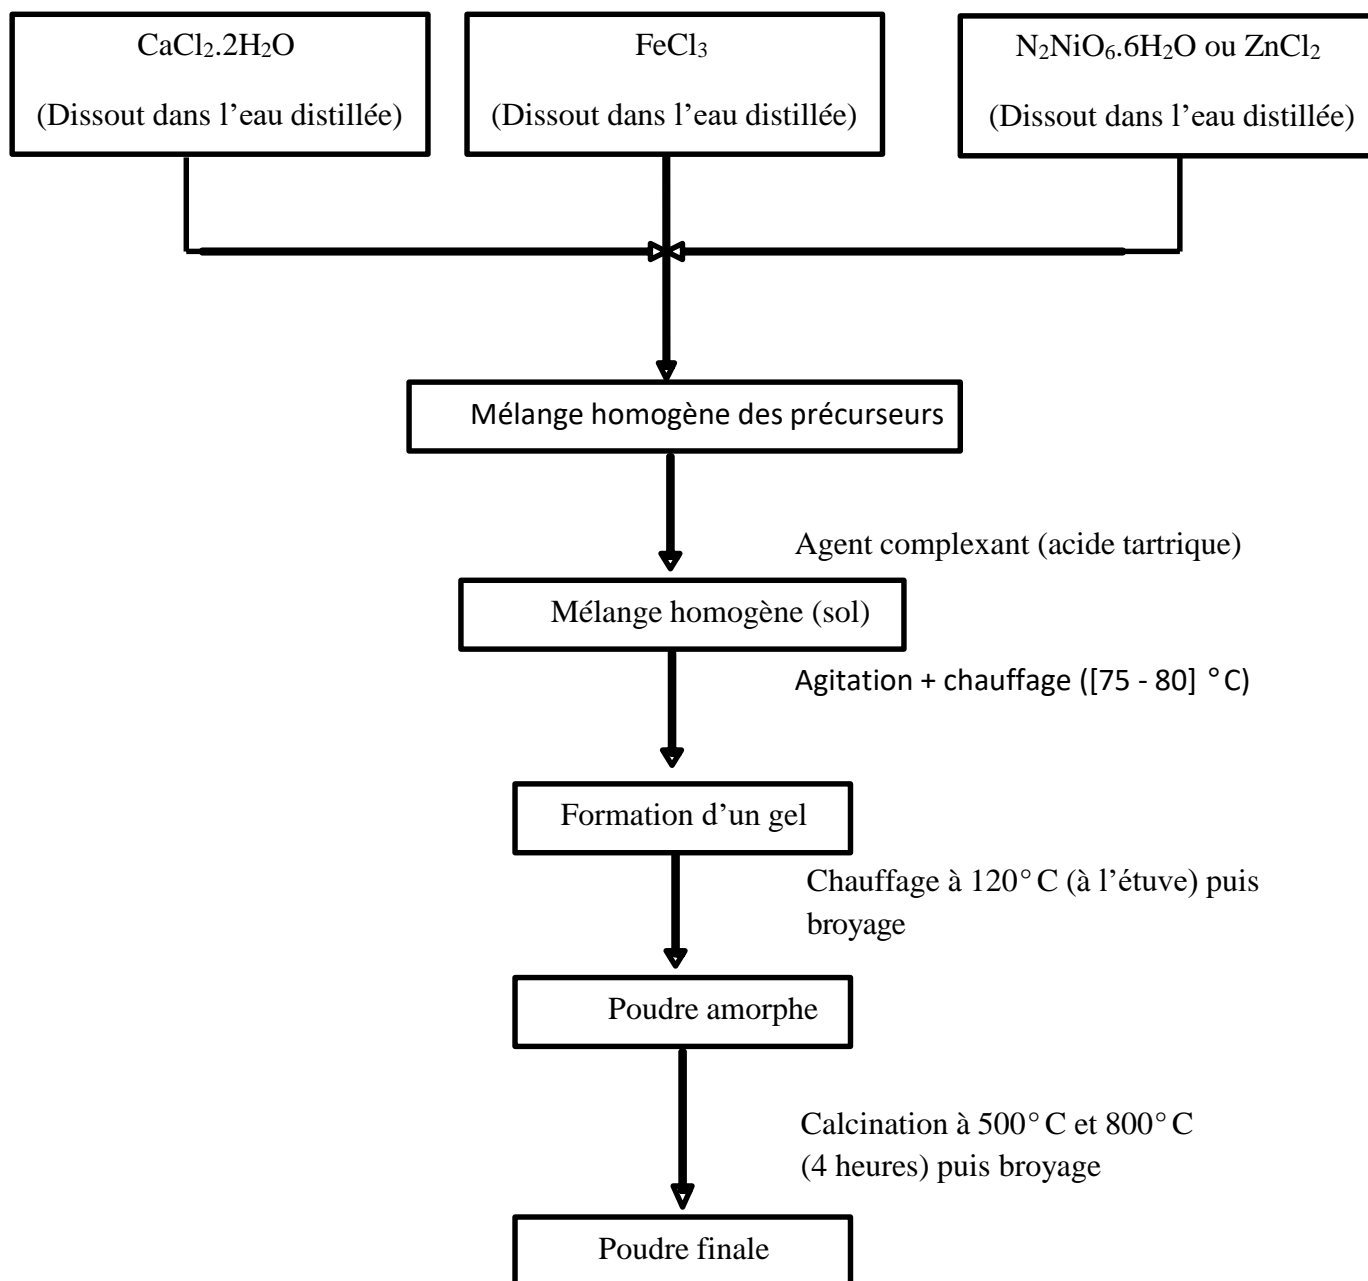 CaCl₂.2H₂O
(Dissout dans l’eau distillée)
FeCl₃
(Dissout dans l’eau distillée)
N₂NiO₆.6H₂O ou ZnCl₂
(Dissout dans l’eau distillée)
Mélange homogène des précurseurs
Agent complexant (acide tartrique)
Mélange homogène (sol)
Agitation + chauffage ([75 - 80] °C)
Formation d’un gel
Chauffage à 120°C (à l’étuve) puis
broyage
Poudre amorphe
Calcination à 500°C et 800°C
(4 heures) puis broyage
Poudre finale